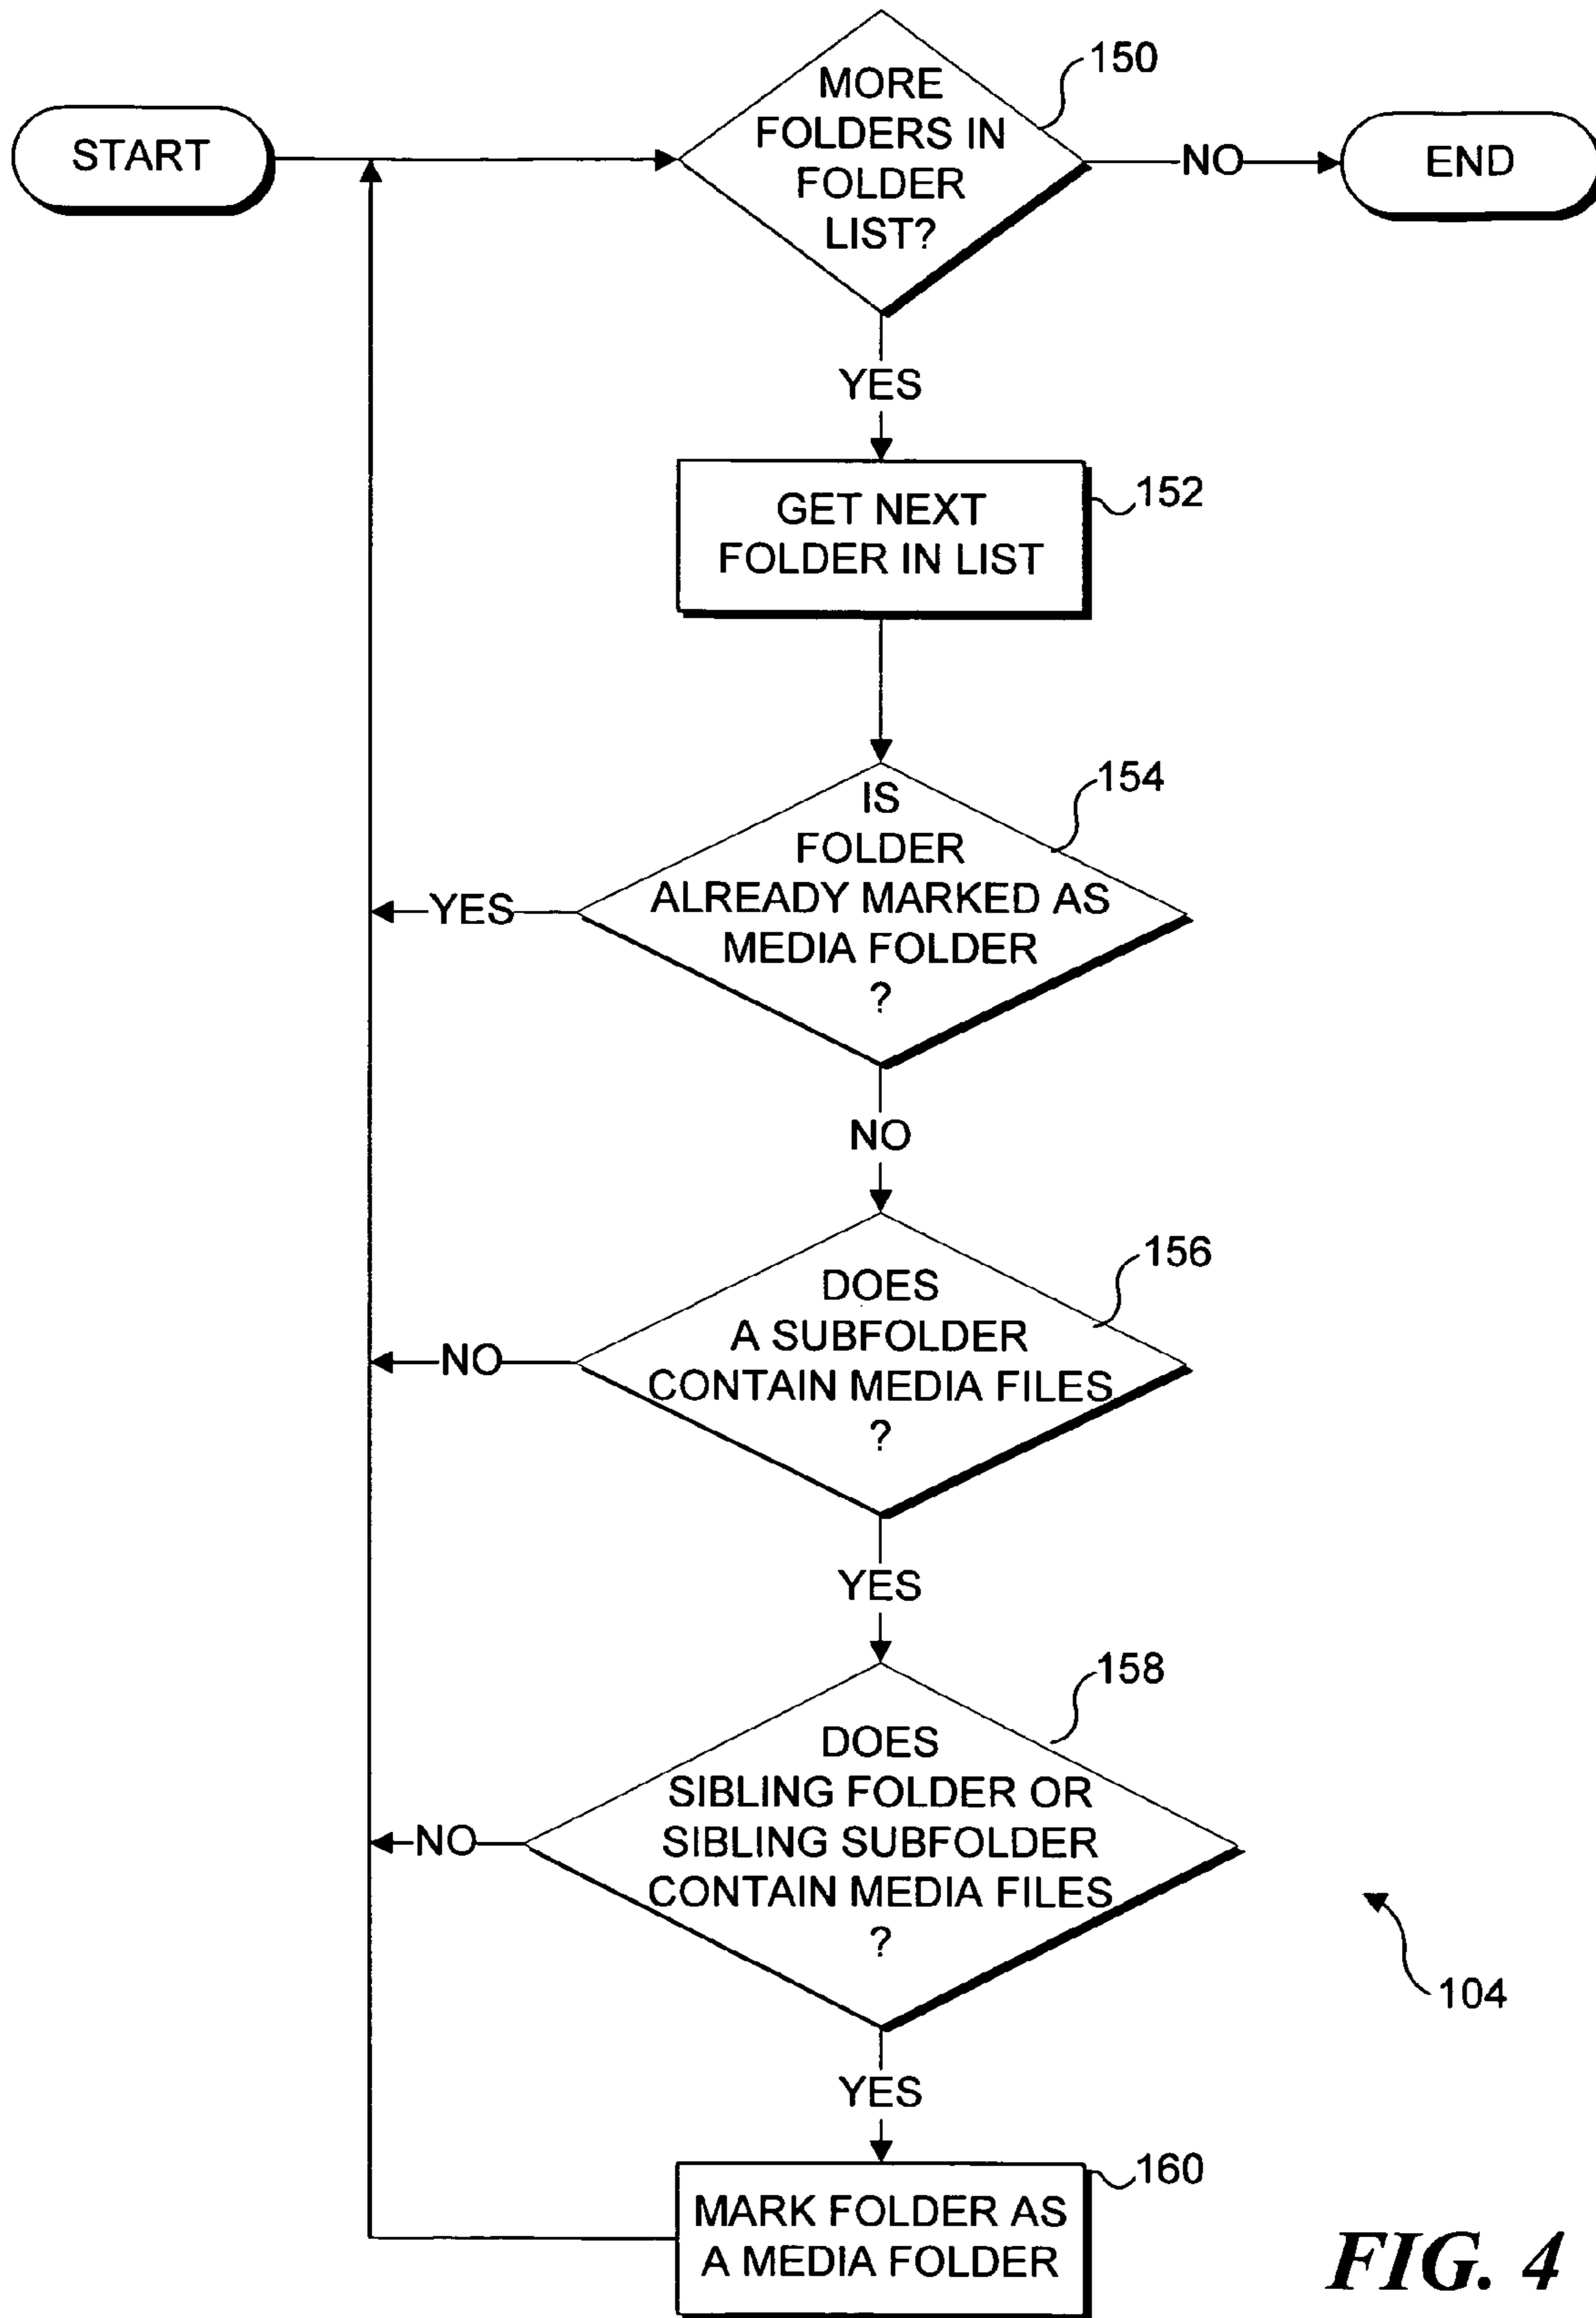 START
MORE
FOLDERS IN
FOLDER
LIST?
150
NO
END
YES
GET NEXT
FOLDER IN LIST
152
IS
FOLDER
ALREADY MARKED AS
MEDIA FOLDER
?
154
YES
NO
DOES
A SUBFOLDER
CONTAIN MEDIA FILES
?
156
NO
YES
DOES
SIBLING FOLDER OR
SIBLING SUBFOLDER
CONTAIN MEDIA FILES
?
158
NO
104
YES
MARK FOLDER AS
A MEDIA FOLDER
160
FIG. 4